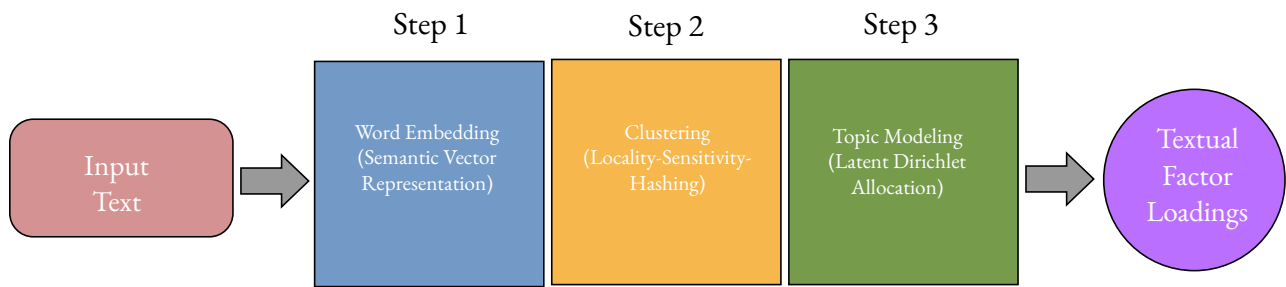 Step 1
Step 2
Step 3
Input
Text
Word Embedding
(Semantic Vector
Representation)
Clustering
(Locality-Sensitivity-
Hashing)
Topic Modeling
(Latent Dirichlet
Allocation)
Textual
Factor
Loadings